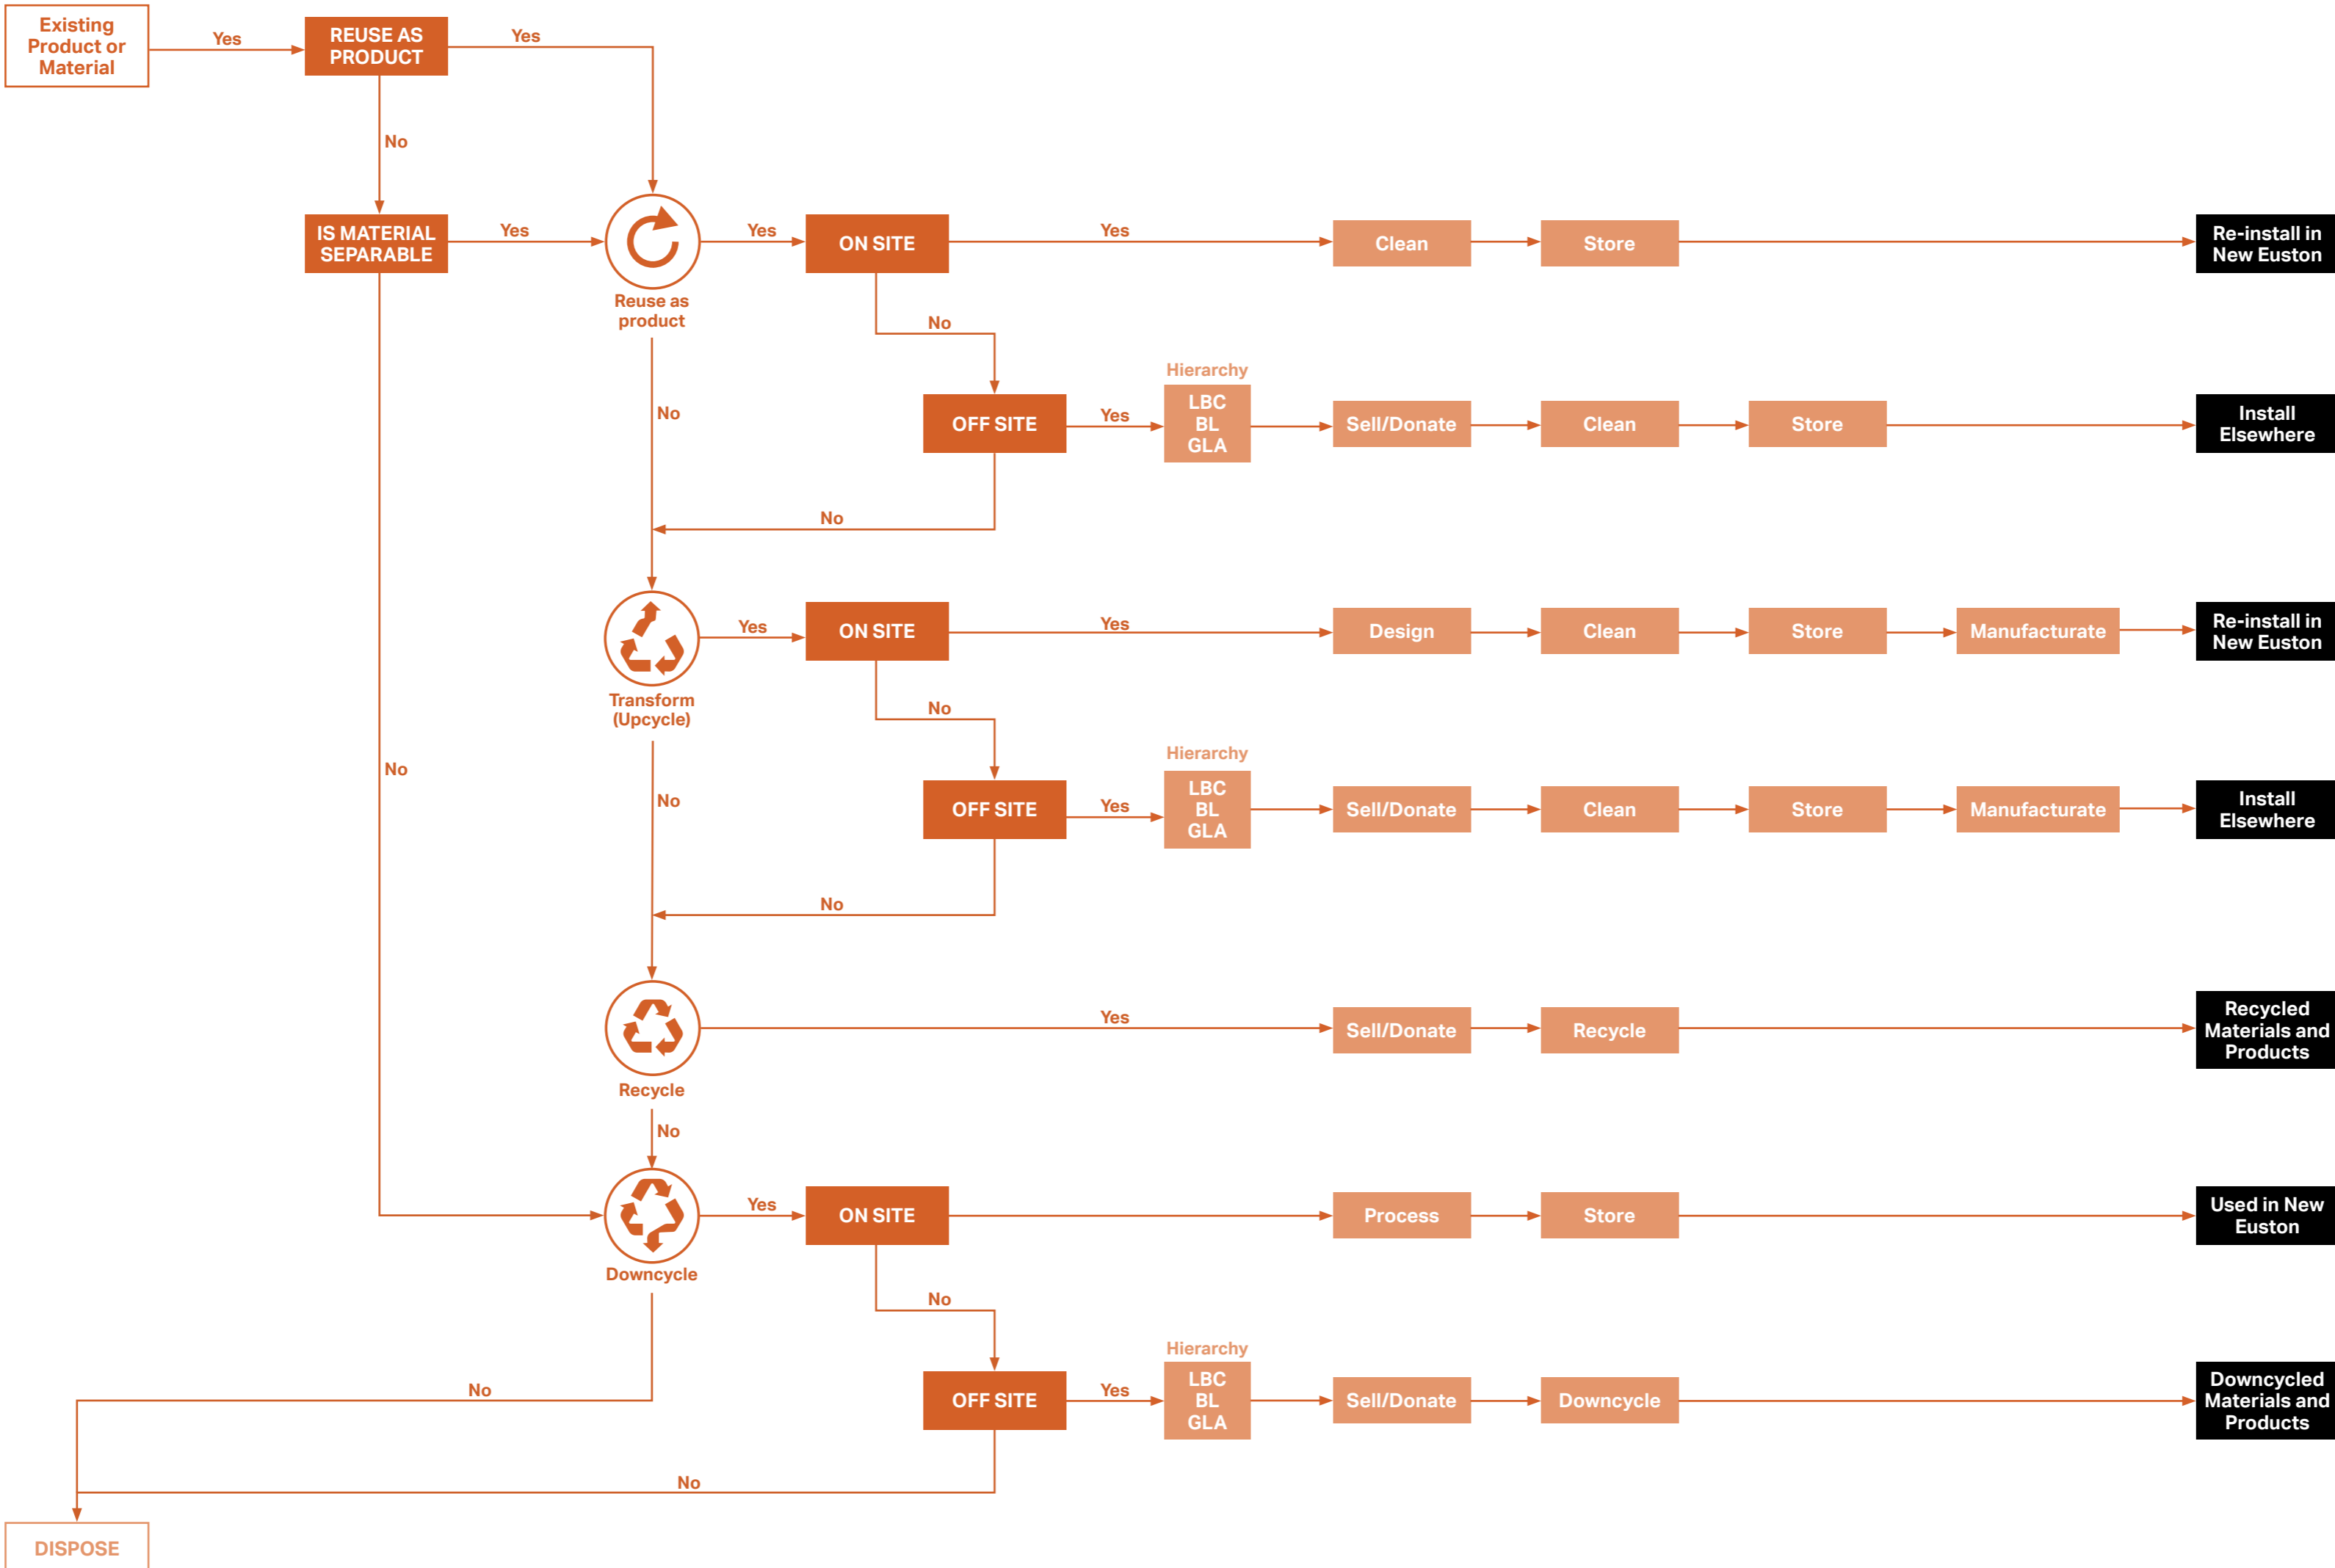 Existing
Product or
Material
Yes
REUSE AS
PRODUCT
Yes
No
IS MATERIAL
SEPARABLE
Yes
Reuse as
product
Yes
ON SITE
Yes
Clean
Store
Re-install in
New Euston
No
No
OFF SITE
Yes
Hierarchy
LBC
BL
GLA
Sell/Donate
Clean
Store
Install
Elsewhere
No
Transform
(Upcycle)
Yes
ON SITE
Yes
Design
Clean
Store
Manufacturate
Re-install in
New Euston
No
No
No
OFF SITE
Yes
Hierarchy
LBC
BL
GLA
Sell/Donate
Clean
Store
Manufacturate
Install
Elsewhere
No
Recycle
Yes
Sell/Donate
Recycle
Recycled
Materials and
Products
No
Downcycle
Yes
ON SITE
Process
Store
Used in New
Euston
No
No
OFF SITE
Yes
Hierarchy
LBC
BL
GLA
Sell/Donate
Downcycle
Downcycled
Materials and
Products
No
DISPOSE